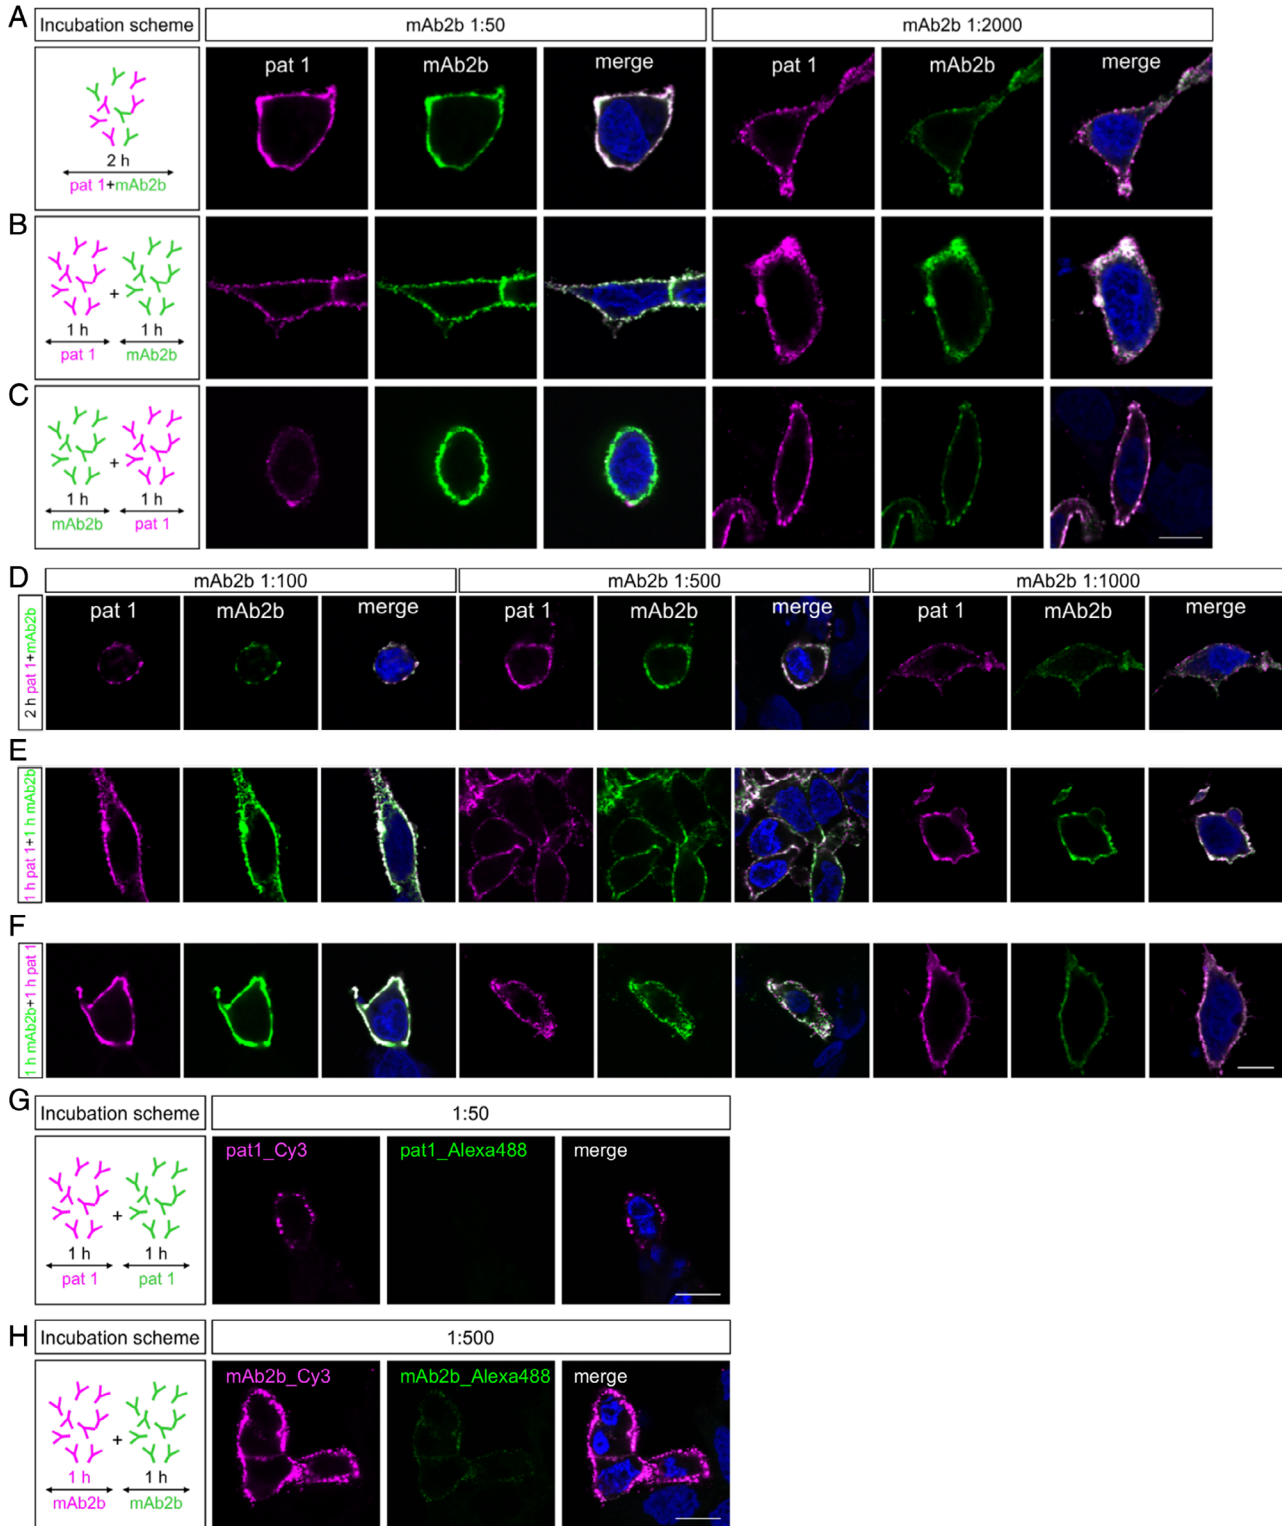 A
Incubation scheme
mAb2b 1:50
mAb2b 1:2000
pat 1
mAb2b
merge
pat 1
mAb2b
merge
2 h
pat 1+mAb2b
B
+
1 h
1 h
pat 1
mAb2b
C
+
1 h
1 h
mAb2b
pat 1
D
mAb2b 1:100
mAb2b 1:500
mAb2b 1:1000
2 h pat 1+mAb2b
pat 1
mAb2b
merge
pat 1
mAb2b
merge
pat 1
mAb2b
merge
E
1 h pat 1+1 h mAb2b
F
1 h mAb2b+1 h pat 1
G
Incubation scheme
1:50
pat1_Cy3
pat1_Alexa488
merge
+
1 h
1 h
pat 1
pat 1
H
Incubation scheme
1:500
mAb2b_Cy3
mAb2b_Alexa488
merge
+
1 h
1 h
mAb2b
mAb2b